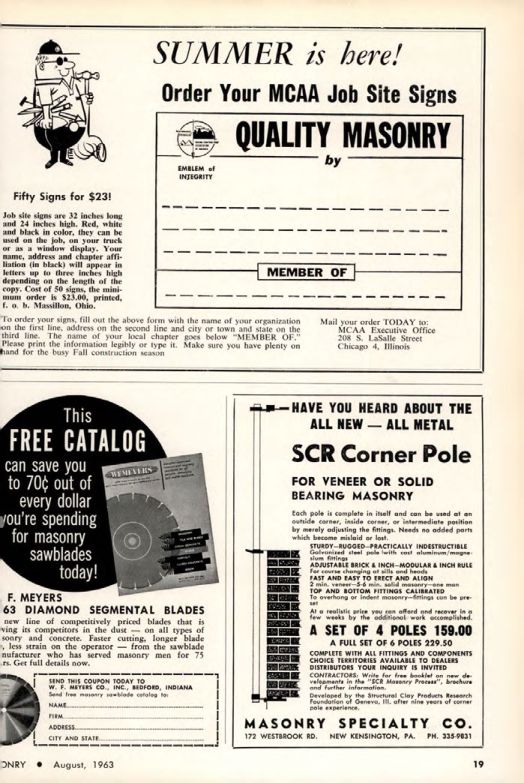 SUMMER is here!
Order Your MCAA Job Site Signs
QUALITY MASONRY
by
EMBLEM of
INTEGRITY
MEMBER OF
Fifty Signs for $23!
Job site signs are 32 inches long
and 24 inches high. Red, white
and black in color, they can be
used on the job, on your truck
or as a window display. Your
name, address and chapter affi-
liation (in black) will appear in
letters up to three inches high
depending on the length of the
copy. Cost of 50 signs, the mini-
mum order is $23.00, printed,
f. o. b. Massillon, Ohio.
To order your signs, fill out the above form with the name of your organization
on the first line, address on the second line and city or town and state on the
third line. The name of your local chapter goes below "MEMBER OF."
Please print the information legibly or type it. Make sure you have plenty on
hand for the busy Fall construction season
Mail your order TODAY to:
MCAA Executive Office
208 S. LaSalle Street
Chicago 4, Illinois
This
FREE CATALOG
can save you
to 70¢ out of
every dollar
you're spending
for masonry
sawblades
today!
WFMEYERS
F. MEYERS
63 DIAMOND SEGMENTAL BLADES
new line of competitively priced blades that is
ving its competitors in the dust — on all types of
sonry and concrete. Faster cutting, longer blade
, less strain on the operator — from the sawblade
nufacturer who has served masonry men for 75
rs. Get full details now.
SEND THIS COUPON TODAY TO
W. F. MEYERS CO., INC., BEDFORD, INDIANA
Send free masonry sawblade catalog to:
NAME
FIRM
ADDRESS
CITY AND STATE
HAVE YOU HEARD ABOUT THE
ALL NEW — ALL METAL
SCR Corner Pole
FOR VENEER OR SOLID
BEARING MASONRY
Each pole is complete in itself and can be used at an
outside corner, inside corner, or intermediate position
by merely adjusting the fittings. Needs no added parts
which become mislaid or lost.
STURDY—RUGGED—PRACTICALLY INDESTRUCTIBLE
Galvanized steel pole with cast aluminum/magne-
sium fittings
ADJUSTABLE BRICK & INCH—MODULAR & INCH RULE
For course changing at sills and heads
FAST AND EASY TO ERECT AND ALIGN
2 min. veneer—5-6 min. solid masonry—one man
TOP AND BOTTOM FITTINGS CALIBRATED
To overhang or indent masonry—fittings can be pre-
set
At a realistic price you can afford and recover in a
few weeks by the additional work accomplished.
A SET OF 4 POLES 159.00
A FULL SET OF 6 POLES 229.50
COMPLETE WITH ALL FITTINGS AND COMPONENTS
CHOICE TERRITORIES AVAILABLE TO DEALERS
DISTRIBUTORS YOUR INQUIRY IS INVITED
CONTRACTORS: Write for free booklet on new de-
velopments in the "SCR Masonry Process", brochure
and further information.
Developed by the Structural Clay Products Research
Foundation of Geneva, Ill. after nine years of corner
pole experience.
MASONRY SPECIALTY CO.
172 WESTBROOK RD. NEW KENSINGTON, PA. PH. 335-9831
ONRY • August, 1963
19